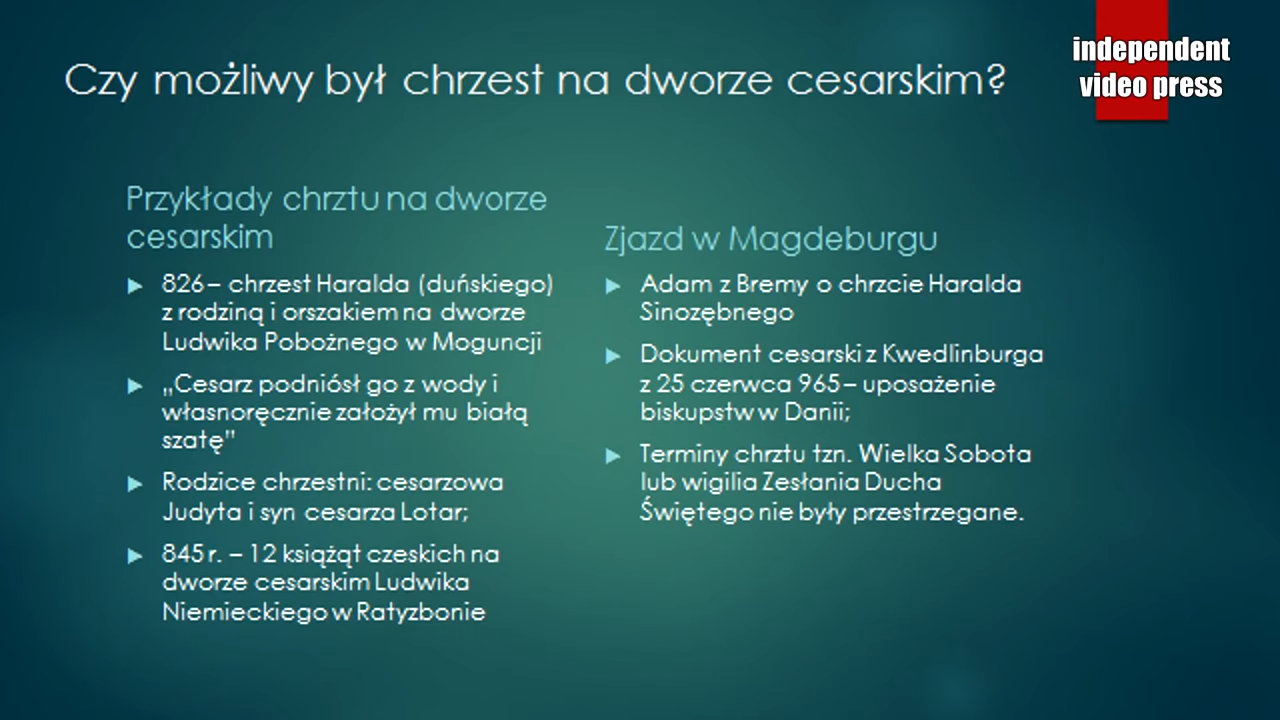 Czy możliwy był chrzest na dworze cesarskim?
independent
video press
Przykłady chrztu na dworze
cesarskim
826 – chrzest Haralda (duńskiego)
z rodziną i orszakiem na dworze
Ludwika Pobożnego w Moguncji
„Cesarz podniósł go z wody i
własnoręcznie założył mu białą
szatę”
Rodzice chrzestni: cesarzowa
Judyta i syn cesarza Lotar;
845 r. – 12 książąt czeskich na
dworze cesarskim Ludwika
Niemieckiego w Ratyzbonie
Zjazd w Magdeburgu
Adam z Bremy o chrzcie Haralda
Sinozębnego
Dokument cesarski z Kwedlinburga
z 25 czerwca 965 – uposażenie
biskupstw w Danii;
Terminy chrztu tzn. Wielka Sobota
lub wigilia Zesłania Ducha
Świętego nie były przestrzegane.